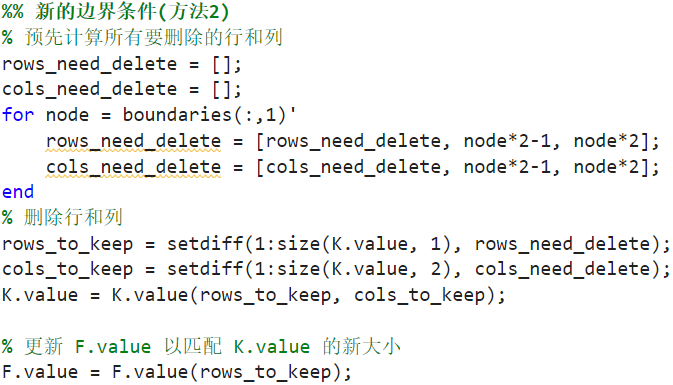 %% 新的边界条件(方法2)
% 预先计算所有要删除的行和列
rows_need_delete = [];
cols_need_delete = [];
for node = boundaries(:,1)'
    rows_need_delete = [rows_need_delete, node*2-1, node*2];
    cols_need_delete = [cols_need_delete, node*2-1, node*2];
end
% 删除行和列
rows_to_keep = setdiff(1:size(K.value, 1), rows_need_delete);
cols_to_keep = setdiff(1:size(K.value, 2), cols_need_delete);
K.value = K.value(rows_to_keep, cols_to_keep);

% 更新 F.value 以匹配 K.value 的新大小
F.value = F.value(rows_to_keep);